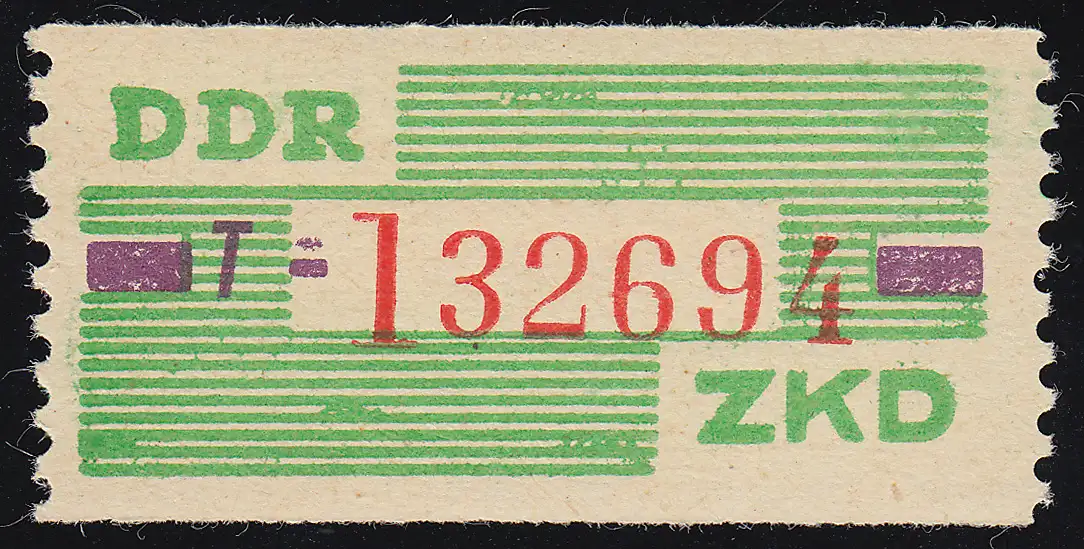 DDR
T = 132694
ZKD